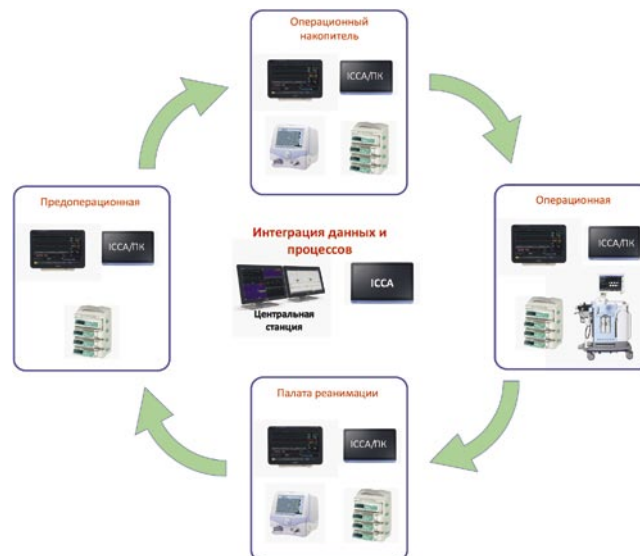 Операционный
накопитель
ICCA/ПК
Предоперационная
ICCA/ПК
Интеграция данных и
процессов
ICCA
Центральная
станция
Операционная
ICCA/ПК
Палата реанимации
ICCA/ПК